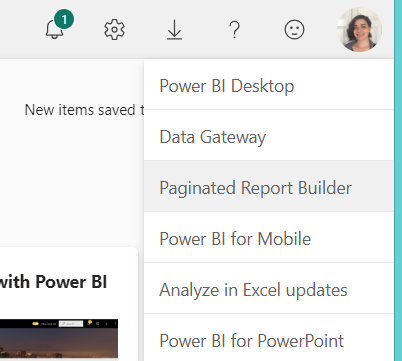 1
Power BI Desktop
New items saved t
Data Gateway
Paginated Report Builder
Power BI for Mobile
with Power BI
Analyze in Excel updates
Power BI for PowerPoint